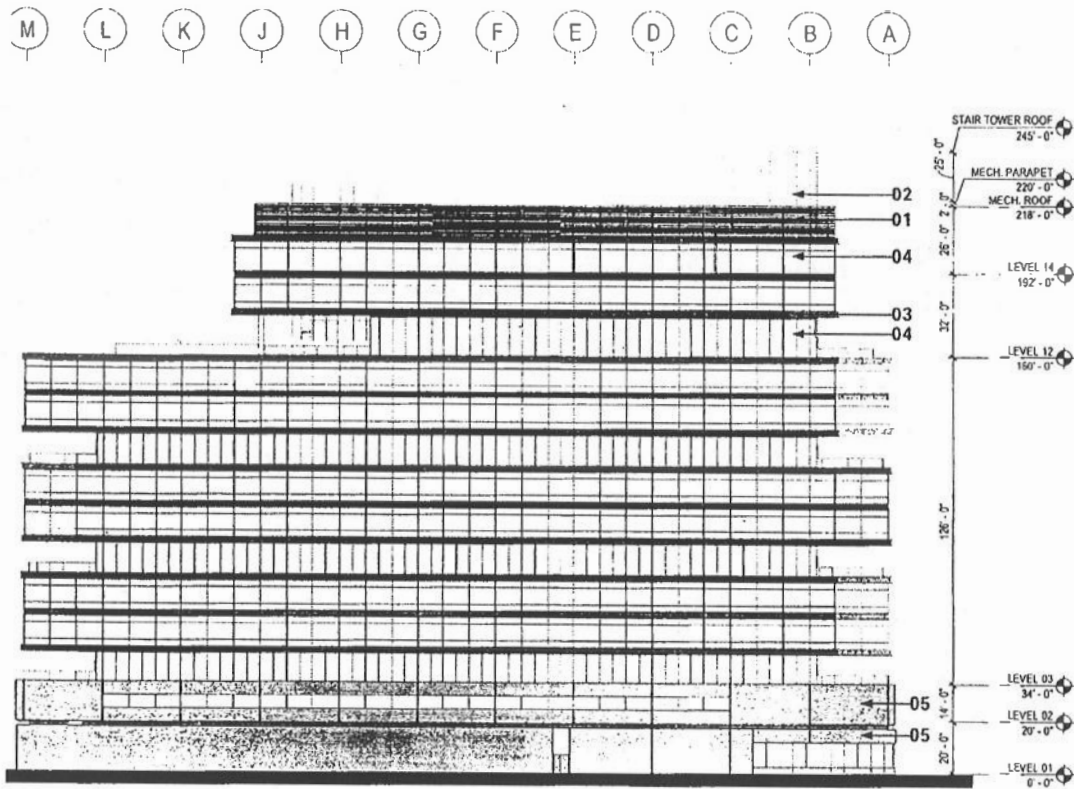 M L K J H G F E D C B A
STAIR TOWER ROOF
245' - 0"
25' - 0"
MECH. PARAPET
220' - 0"
2' - 0"
MECH. ROOF
218' - 0"
02
01
26' - 0"
04
LEVEL 14
192' - 0"
03
04
32' - 0"
LEVEL 12
160' - 0"
126' - 0"
LEVEL 03
34' - 0"
05
14' - 0"
LEVEL 02
20' - 0"
05
20' - 0"
LEVEL 01
0' - 0"